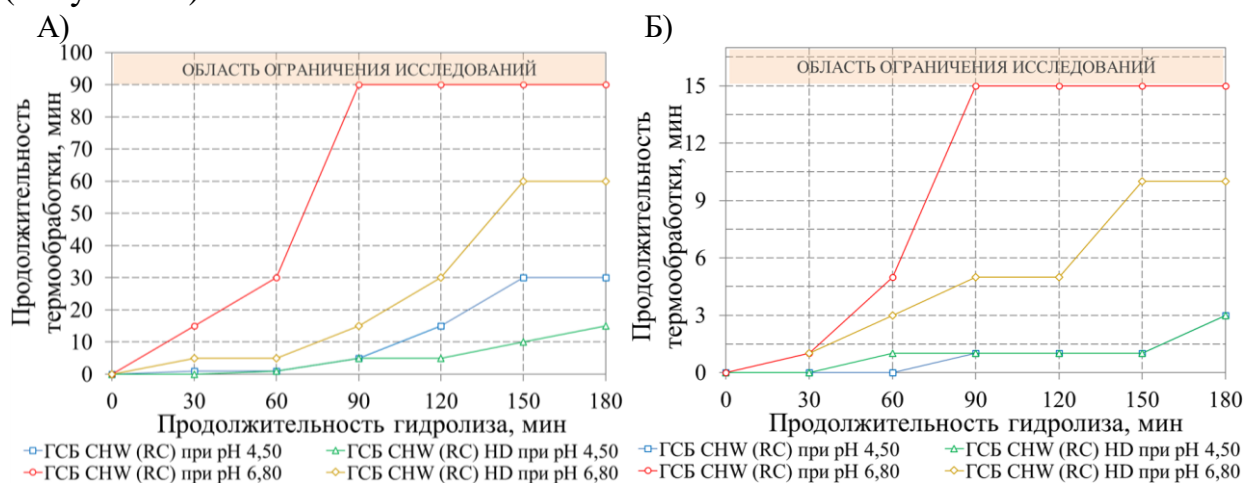 А)
100
90
80
70
60
50
40
30
20
10
0
ОБЛАСТЬ ОГРАНИЧЕНИЯ ИССЛЕДОВАНИЙ
Продолжительность
термообработки, мин
0 30 60 90 120 150 180
Продолжительность гидролиза, мин
ГСБ CHW (RC) при pH 4,50
ГСБ CHW (RC) HD при pH 4,50
ГСБ CHW (RC) при pH 6,80
ГСБ CHW (RC) HD при pH 6,80
Б)
15
12
9
6
3
0
ОБЛАСТЬ ОГРАНИЧЕНИЯ ИССЛЕДОВАНИЙ
Продолжительность
термообработки, мин
0 30 60 90 120 150 180
Продолжительность гидролиза, мин
ГСБ CHW (RC) при pH 4,50
ГСБ CHW (RC) HD при pH 4,50
ГСБ CHW (RC) при pH 6,80
ГСБ CHW (RC) HD при pH 6,80